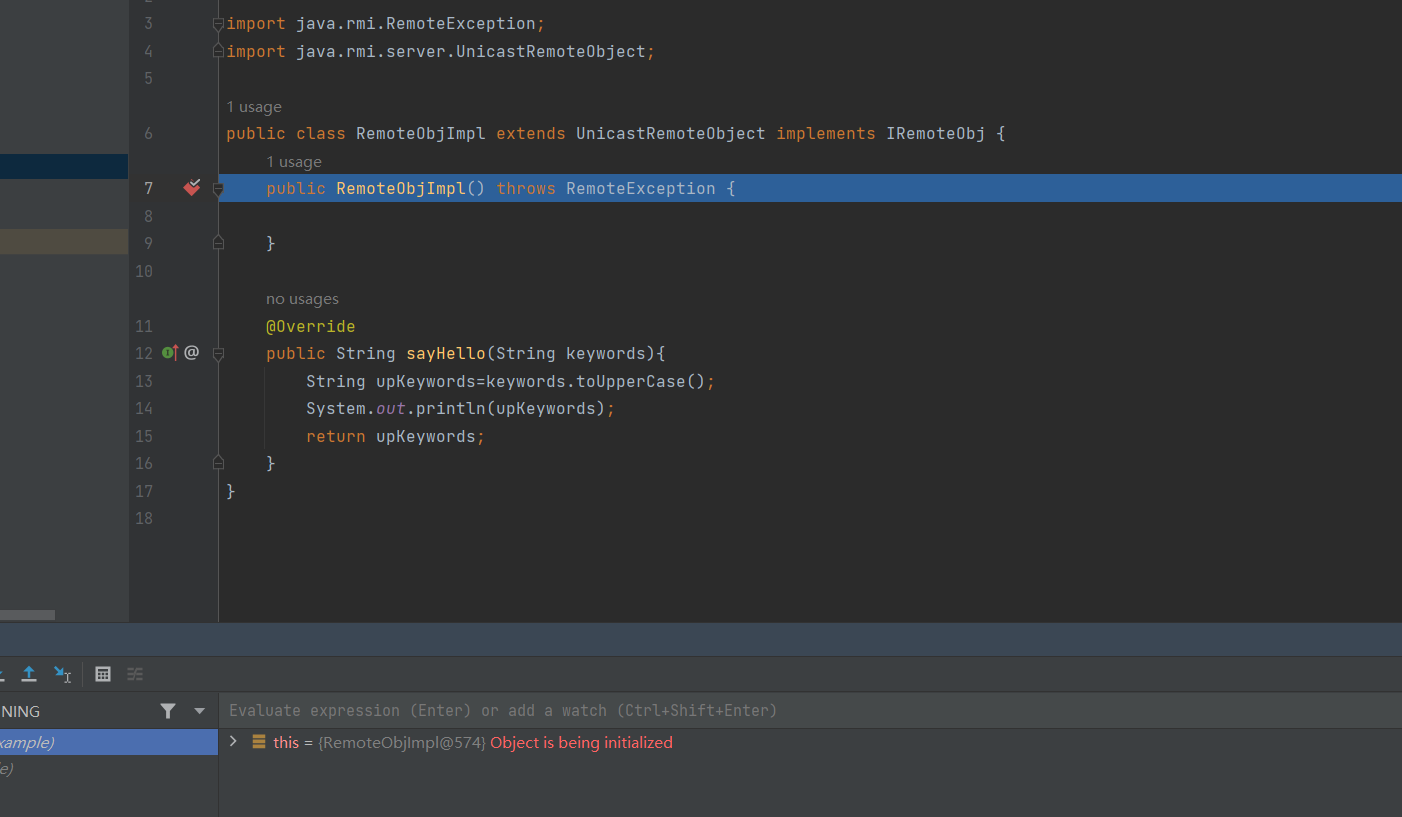 3 import java.rmi.RemoteException;
4 import java.rmi.server.UnicastRemoteObject;
5
1 usage
6 public class RemoteObjImpl extends UnicastRemoteObject implements IRemoteObj {
1 usage
7 public RemoteObjImpl() throws RemoteException {
8
9 }
10
no usages
11 @Override
12 @ public String sayHello(String keywords){
13 String upKeywords=keywords.toUpperCase();
14 System.out.println(upKeywords);
15 return upKeywords;
16 }
17 }
18
NING
Evaluate expression (Enter) or add a watch (Ctrl+Shift+Enter)
xample)
this = {RemoteObjImpl@574} Object is being initialized
e)